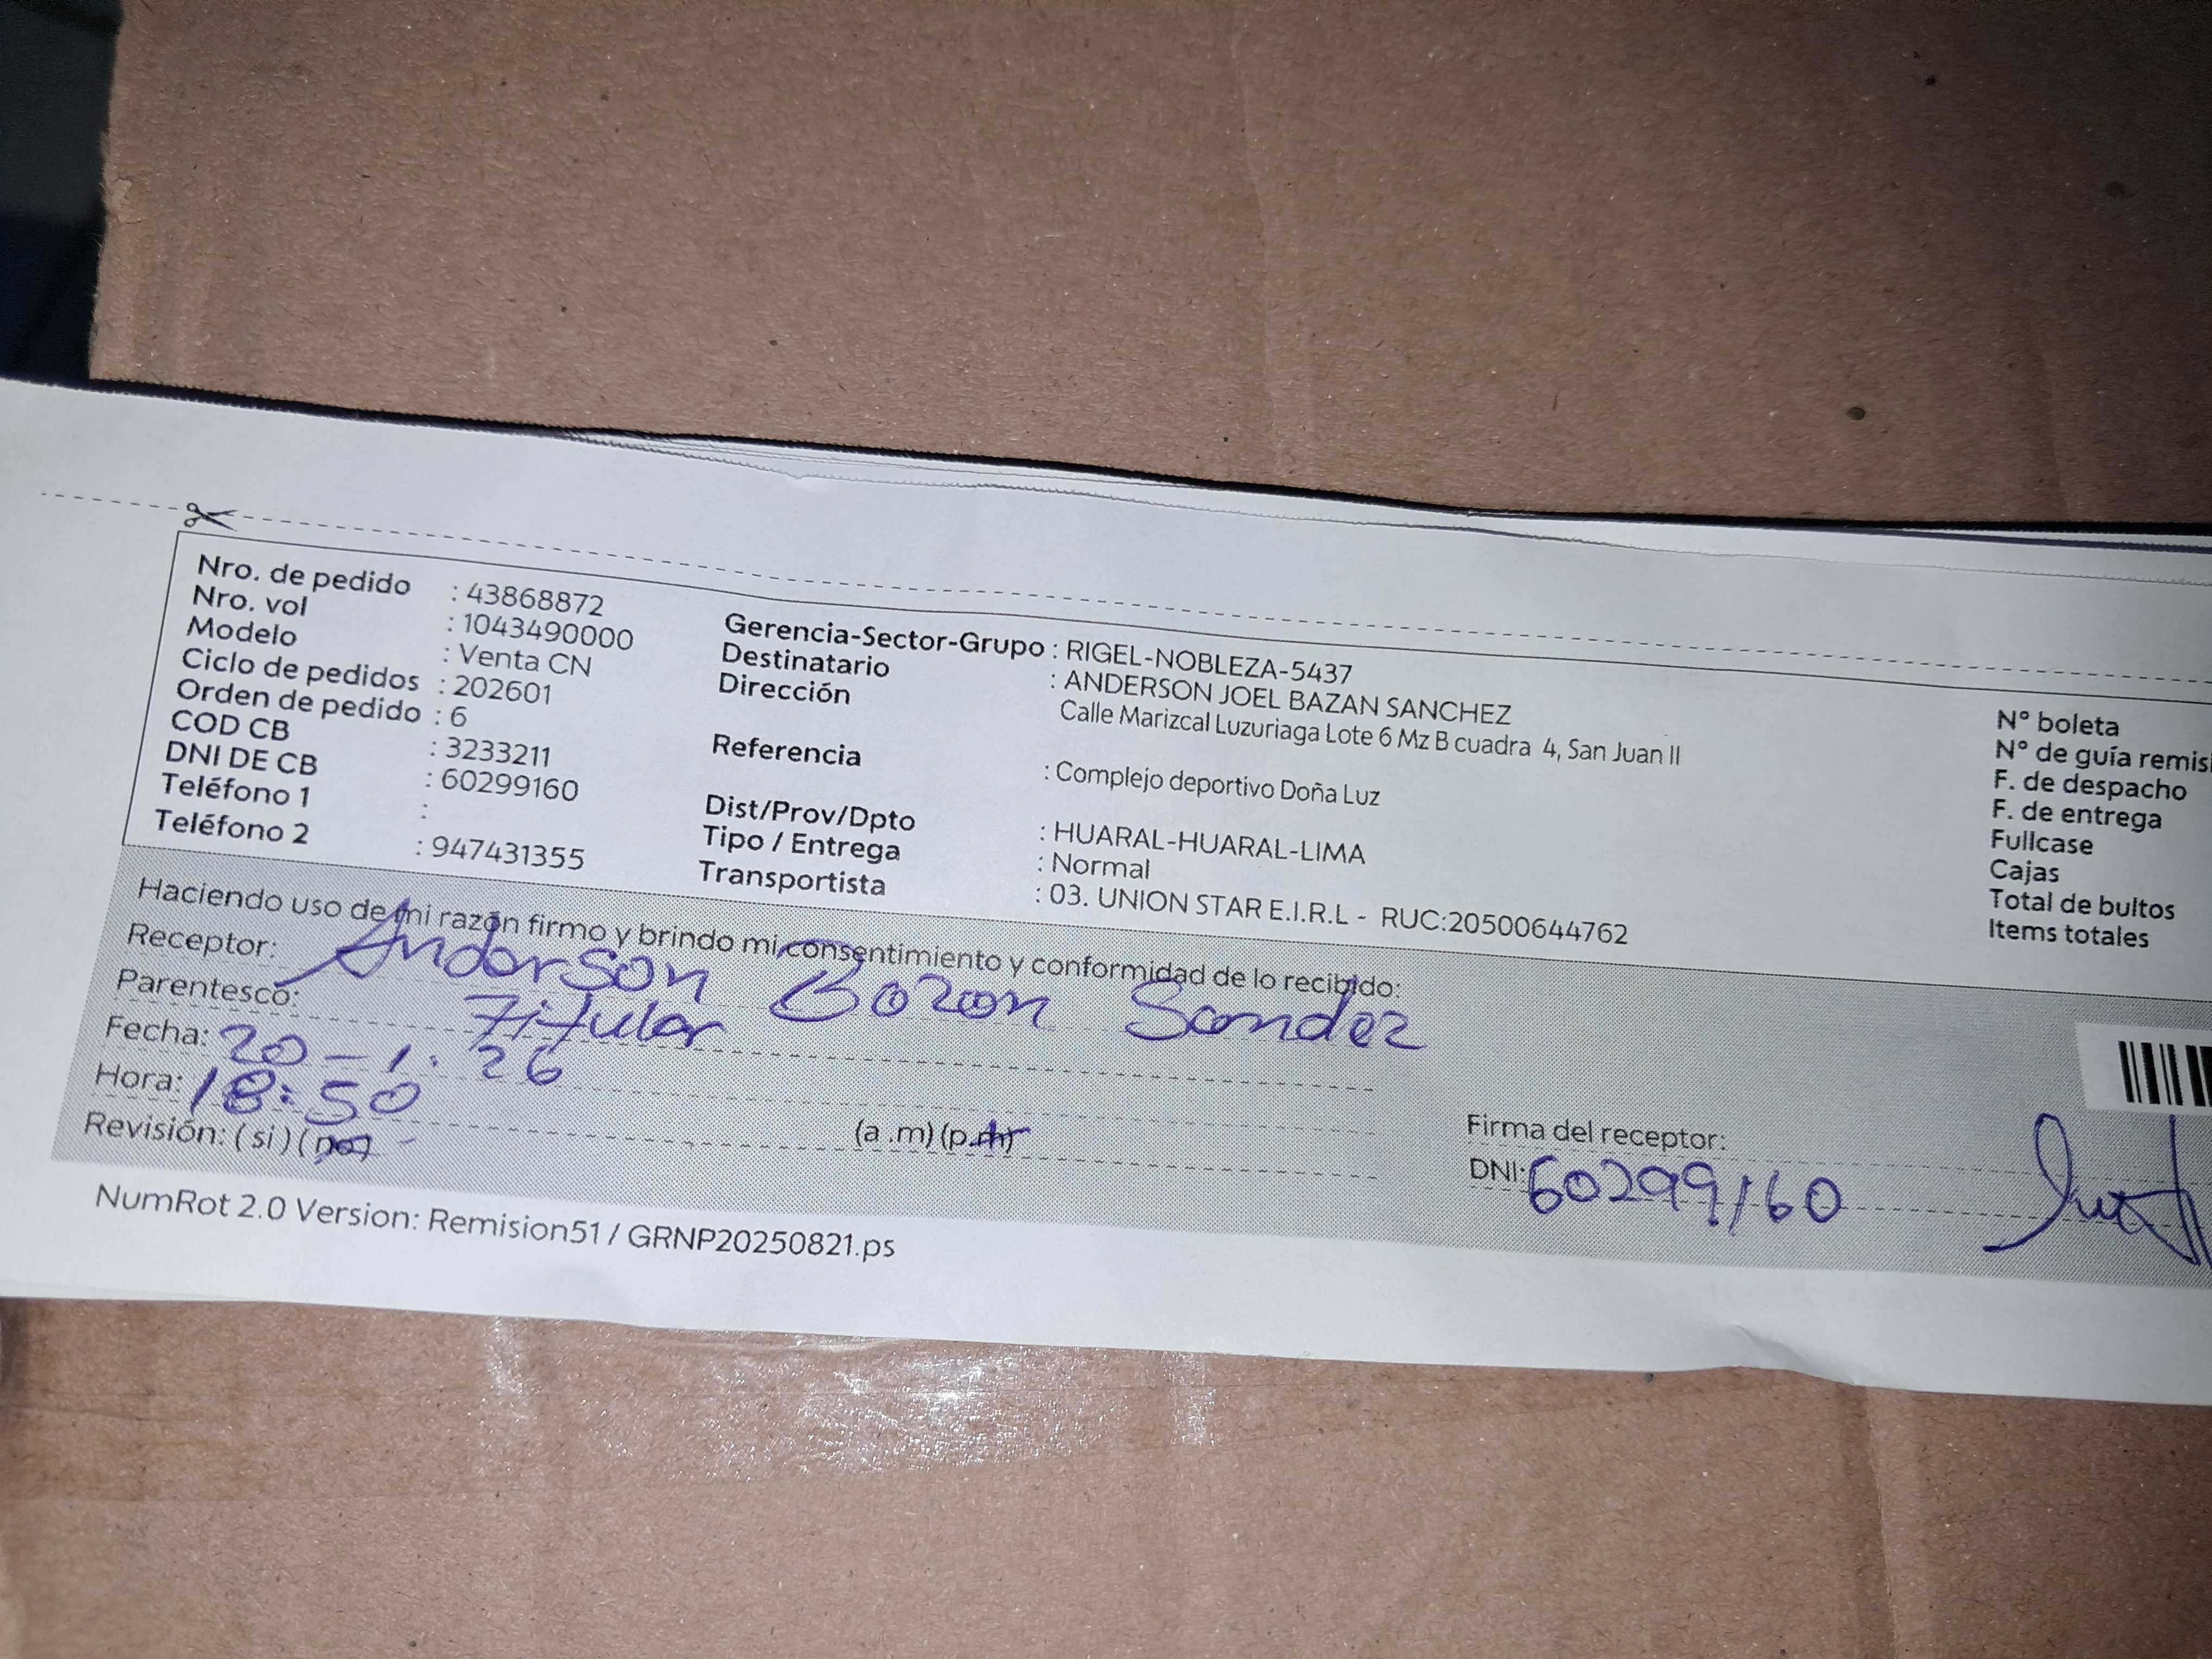 Nro. de pedido : 43868872
Nro. vol : 1043490000
Modelo : Venta CN
Ciclo de pedidos : 202601
Orden de pedido : 6
COD CB : 3233211
DNI DE CB : 60299160
Teléfono 1 :
Teléfono 2 : 947431355
Gerencia-Sector-Grupo : RIGEL-NOBLEZA-5437
Destinatario : ANDERSON JOEL BAZAN SANCHEZ
Dirección Calle Marizcal Luzuriaga Lote 6 Mz B cuadra 4, San Juan II
Referencia : Complejo deportivo Doña Luz
Dist/Prov/Dpto : HUARAL-HUARAL-LIMA
Tipo / Entrega : Normal
Transportista : 03. UNION STAR E.I.R.L - RUC:20500644762
N° boleta
N° de guía remisi
F. de despacho
F. de entrega
Fullcase
Cajas
Total de bultos
Items totales
Haciendo uso de mi razón firmo y brindo mi consentimiento y conformidad de lo recibido:
Receptor: Anderson Bazan Sandez
Parentesco: Titular
Fecha: 20-1.26
Hora: 18:50 (a .m) (p.m)
Revisión: ( si ) ( no )
Firma del receptor:
DNI: 60299160
NumRot 2.0 Version: Remision51 / GRNP20250821.ps